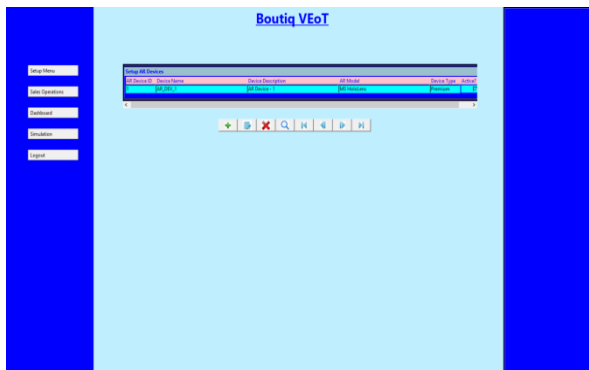 Boutiq VEoT
Setup Menu
Sales Operations
Dashboard
Simulation
Logout
Setup AR Devices
AR Device ID Device Name Device Description AR Model Device Type Active?
1 AR_DEV_1 AR Device - 1 MS Hololens Premium